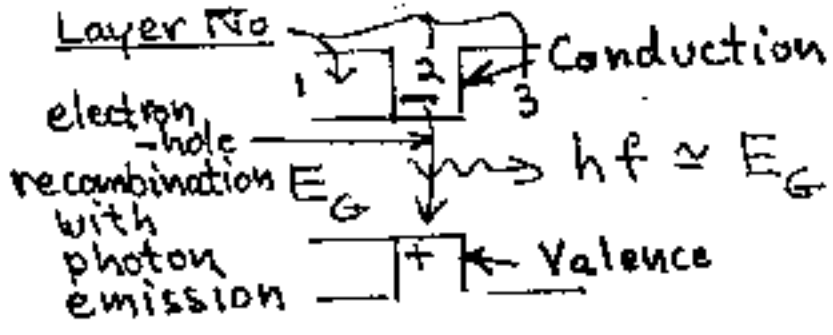 Layer No
1 2 3 Conduction
electron
-hole
recombination E_G
with
photon
emission
hf ≃ E_G
+ Valence